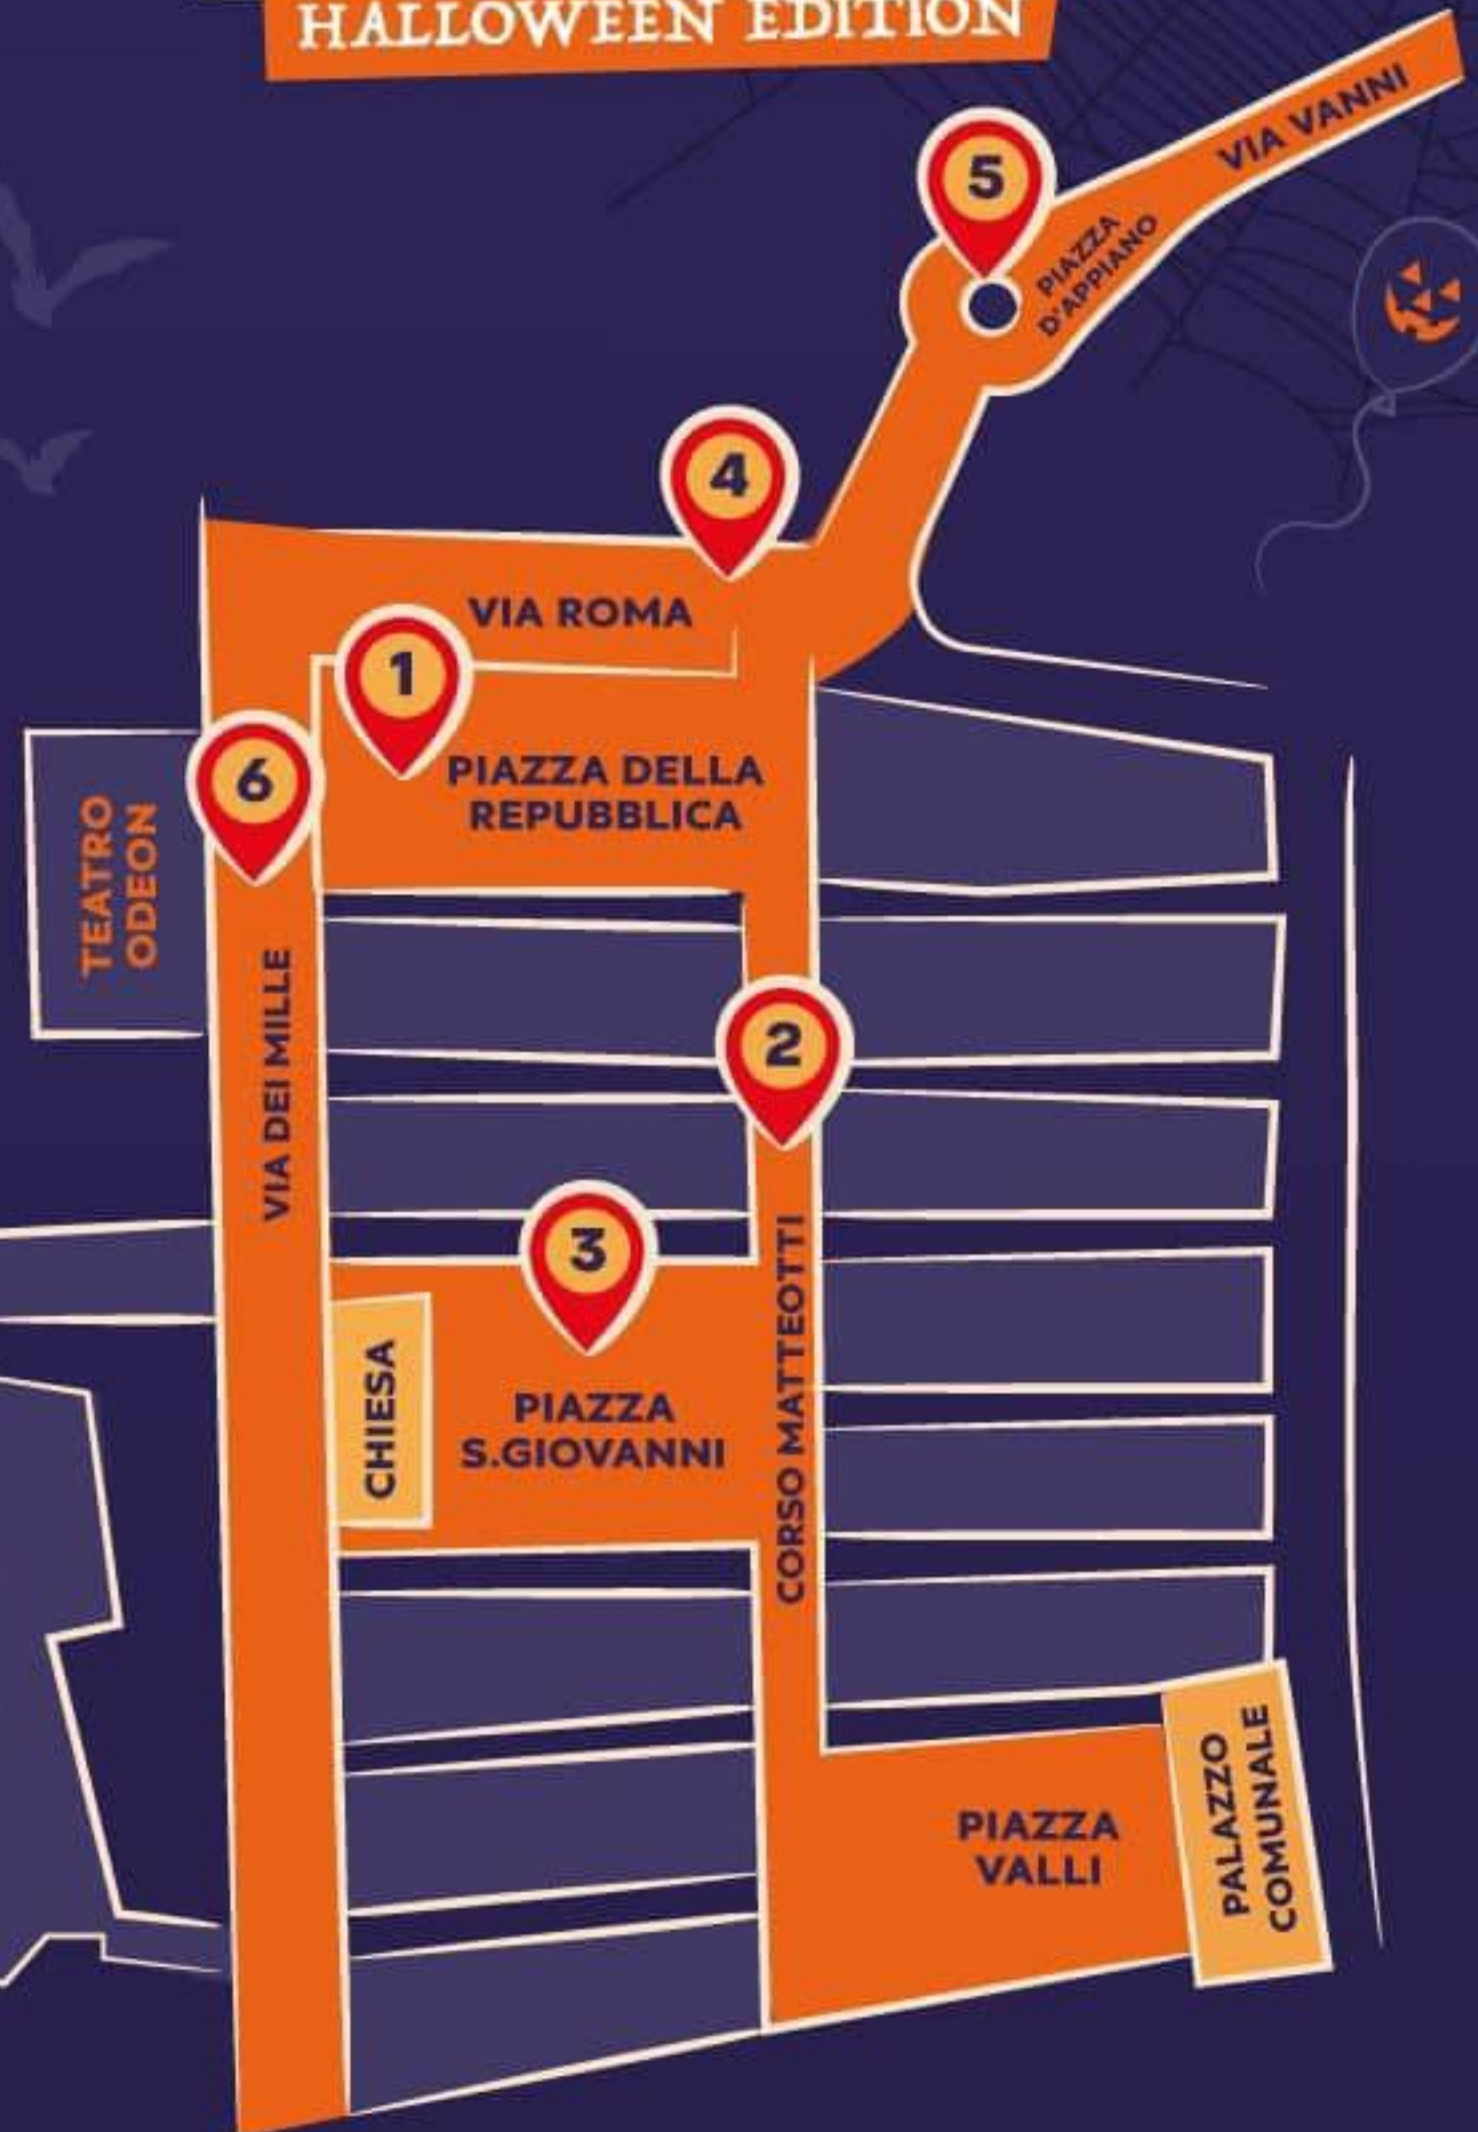 HALLOWEEN EDITION
VIA VANNI
5
PIAZZA
D'APPIANO
4
VIA ROMA
1
PIAZZA DELLA
REPUBBLICA
6
TEATRO
ODEON
VIA DEI MILLE
2
3
CHIESA
PIAZZA
S.GIOVANNI
CORSO MATTEOTTI
PIAZZA
VALLI
PALAZZO
COMUNALE